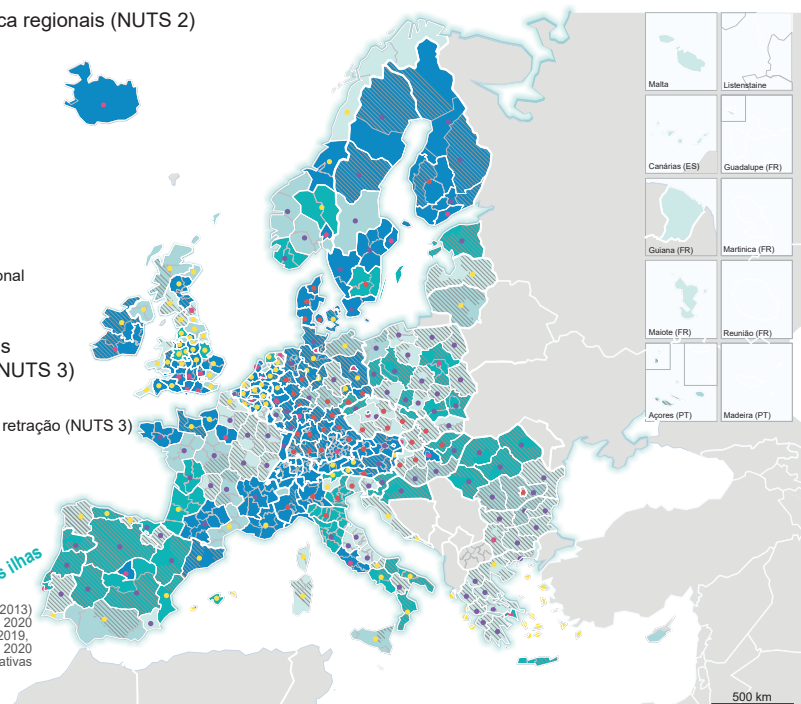 ca regionais (NUTS 2)
onal
s
NUTS 3)
retração (NUTS 3)
s ilhas
2013)
2020
2019,
2020
ativas
Malta
Listenstaine
Canárias (ES)
Guadalupe (FR)
Guiana (FR)
Martinica (FR)
Maiote (FR)
Reunião (FR)
Açores (PT)
Madeira (PT)
500 km